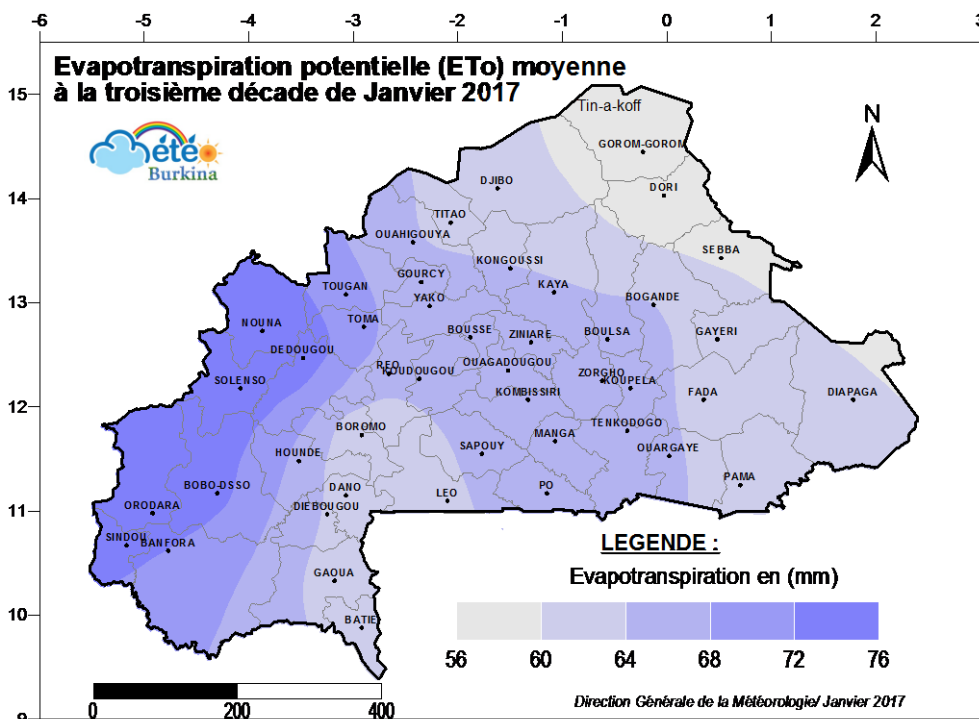 -6 -5 -4 -3 -2 -1 0 1 2
Evapotranspiration potentielle (ETo) moyenne
à la troisième décade de Janvier 2017
15
Tin-a-koff
N
été
Burkina
GOROM-GOROM
DJIBO
DORI
14
TITAO
OUAHIGOUYA
SEBBA
KONGOUSSI
GOURCY
KAYA
TOUGAN
BOGANDE
13
YAKO
TOMA
NOUNA
BOUSSE
ZINIARE
BOULSA
GAYERI
DEDOUGOU
OUAGADOUGOU
REO
KOUDOUGOU
ZORGHO
KOUPELA
SOLENSO
KOMBISSIRI
FADA
DIAPAGA
12
BOROMO
TENKODOGO
MANGA
HOUNDE
SAPOUY
OUARGAYE
PAMA
BOBO-DSSO
DANO
LEO
PO
ORODARA
DIEBOUGOU
11
SINDOU
BANFORA
LEGENDE :
GAOUA
Evapotranspiration en (mm)
10
BATIE
56 60 64 68 72 76
0 200 400
Direction Générale de la Météorologie/ Janvier 2017
9